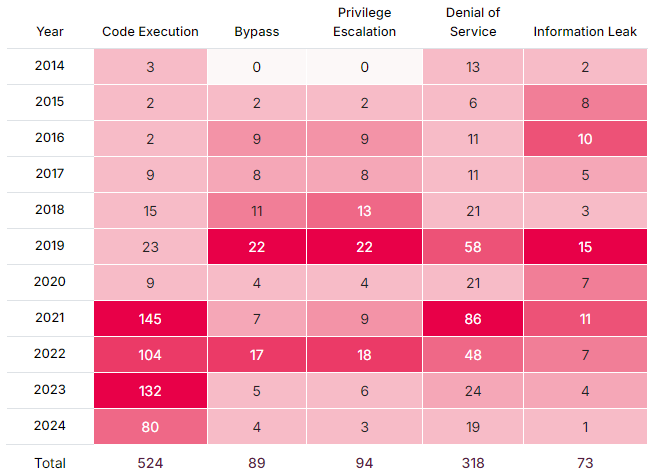 Year Code Execution Bypass Privilege Escalation Denial of Service Information Leak
2014 3 0 0 13 2
2015 2 2 2 6 8
2016 2 9 9 11 10
2017 9 8 8 11 5
2018 15 11 13 21 3
2019 23 22 22 58 15
2020 9 4 4 21 7
2021 145 7 9 86 11
2022 104 17 18 48 7
2023 132 5 6 24 4
2024 80 4 3 19 1
Total 524 89 94 318 73